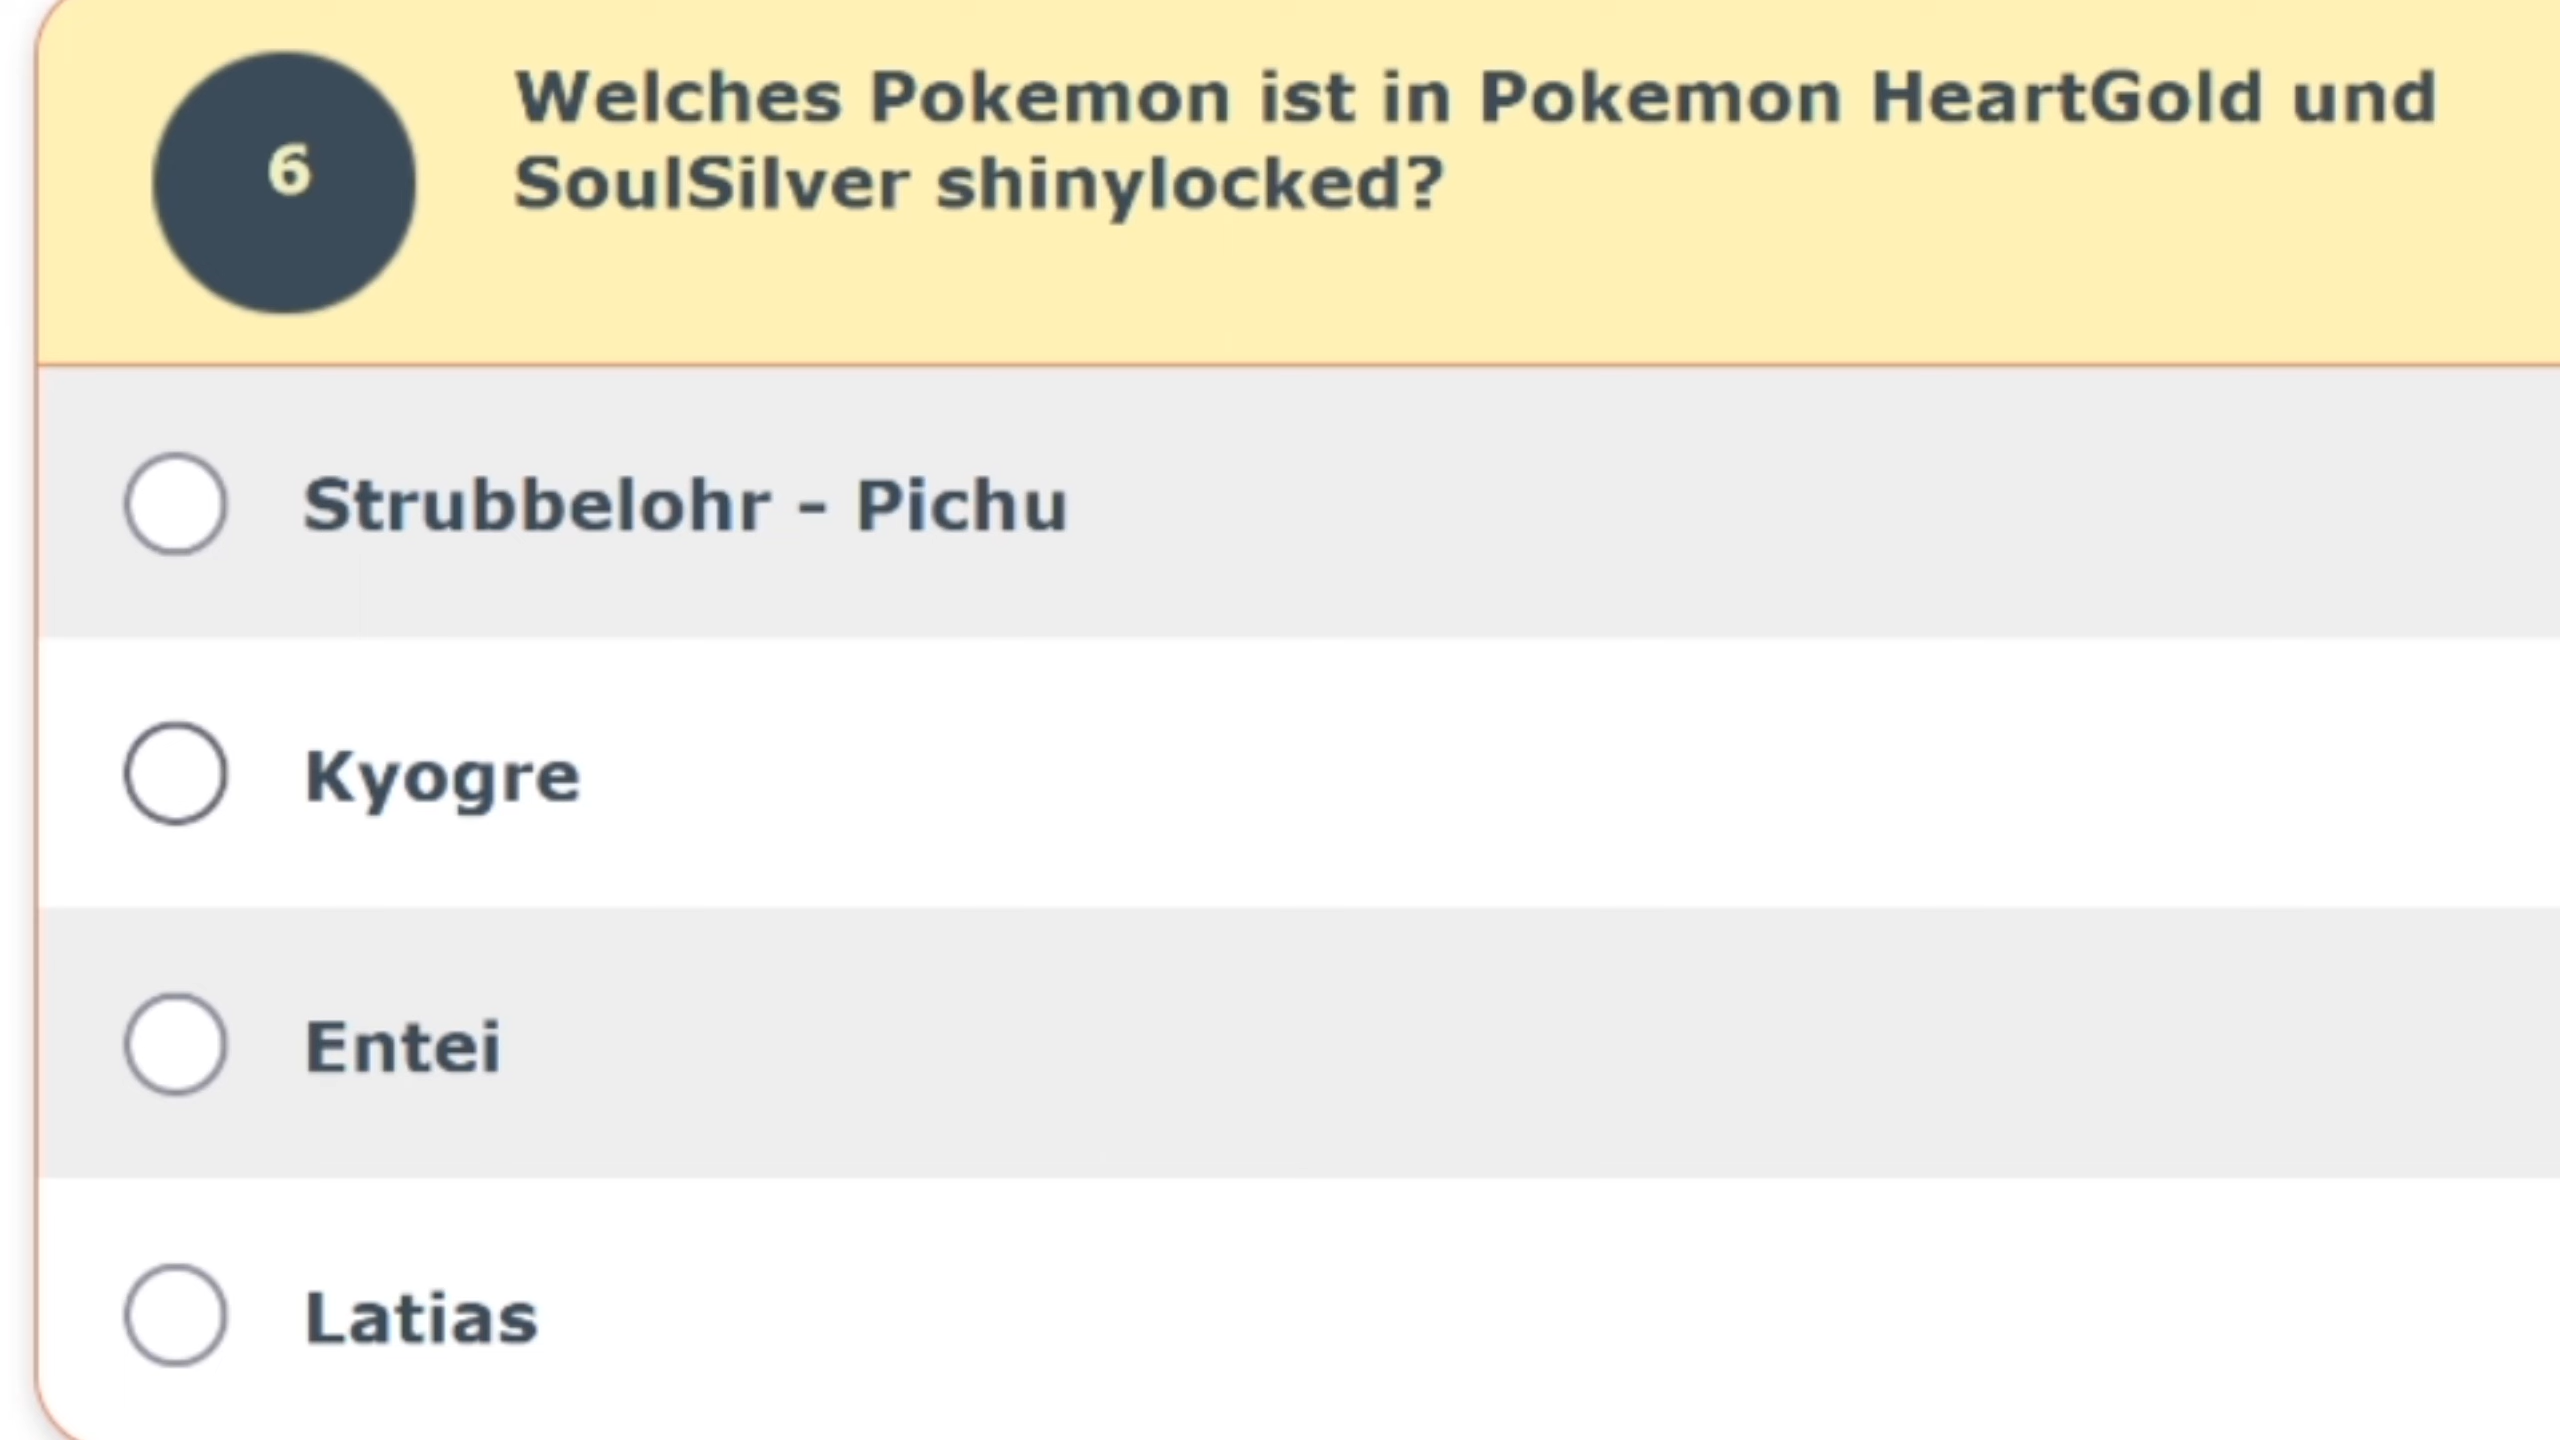 6
Welches Pokemon ist in Pokemon HeartGold und
SoulSilver shinylocked?
Strubbelohr - Pichu
Kyogre
Entei
Latias